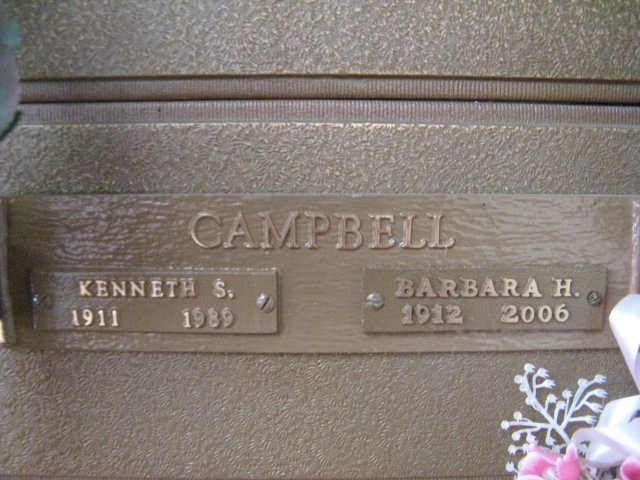 CAMPBELL
KENNETH S.
1911 1989
BARBARA H.
1912 2006